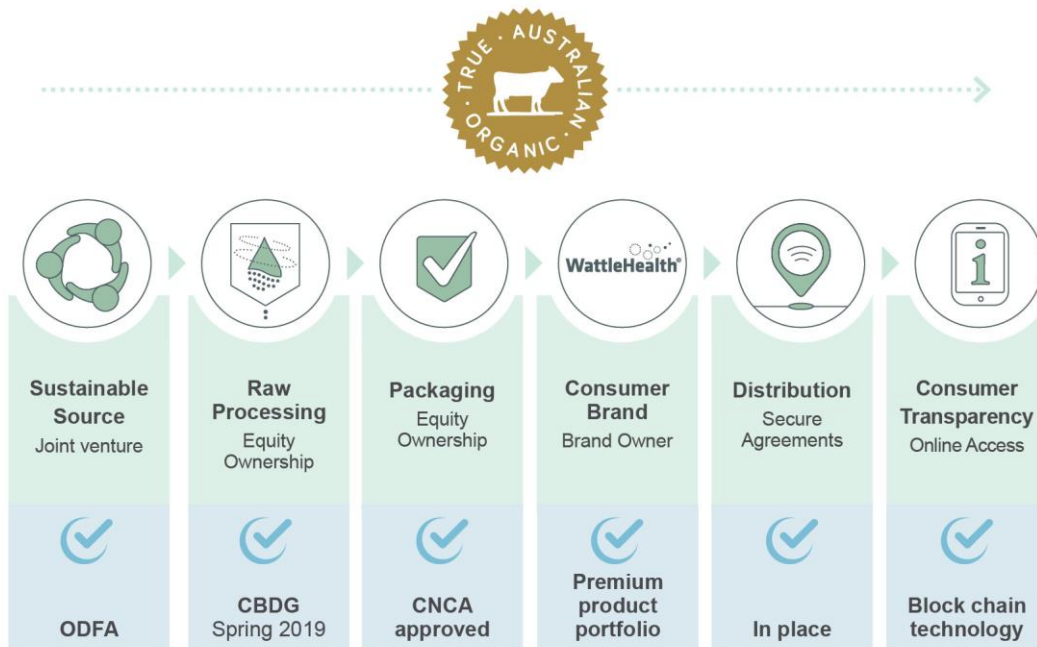 · TRUE · AUSTRALIAN · ORGANIC
WattleHealth®
i
Sustainable
Source
Joint venture
Raw
Processing
Equity
Ownership
Packaging
Equity
Ownership
Consumer
Brand
Brand Owner
Distribution
Secure
Agreements
Consumer
Transparency
Online Access
ODFA
CBDG
Spring 2019
CNCA
approved
Premium
product
portfolio
In place
Block chain
technology